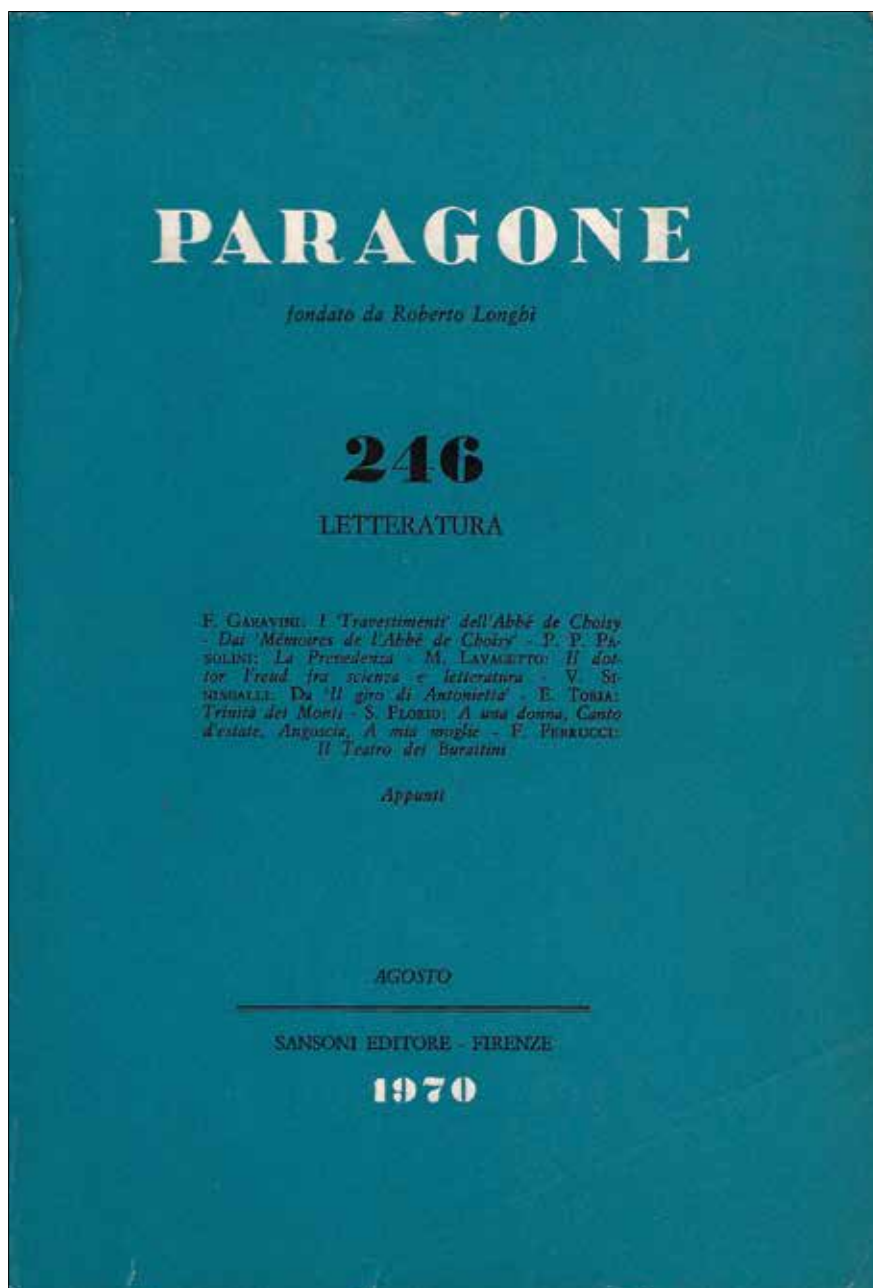 PARAGONE
fondato da Roberto Longhi
246
LETTERATURA
F. GARAVINI: I 'Travestimenti' dell'Abbé de Choisy
- Dai 'Mémoires de l'Abbé de Choisy' - P. P. PA-
SOLINI: La Provvidenza - M. LAVAGETTO: Il dot-
tor Freud fra scienza e letteratura - V. SI-
NISGALLI: Da 'Il giro di Antonietta' - E. TOBIA:
Trinità dei Monti - S. FLORIO: A una donna, Canto
d'estate, Angoscia, A mia moglie - F. PERRUCCI:
Il Teatro dei Burattini
Appunti
AGOSTO
SANSONI EDITORE - FIRENZE
1970